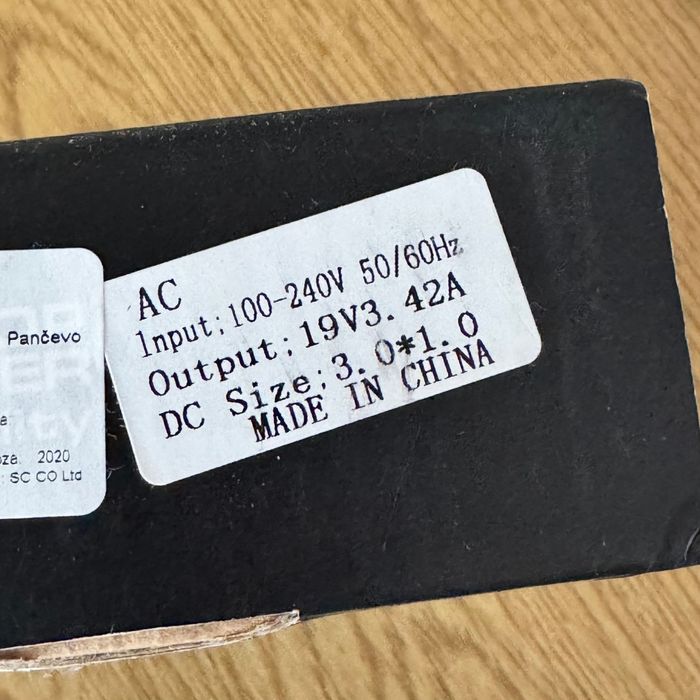 AC
Input:100-240V 50/60Hz
Output:19V3.42A
DC Size:3.0*1.0
MADE IN CHINA
Pančevo
2020
: SC CO Ltd